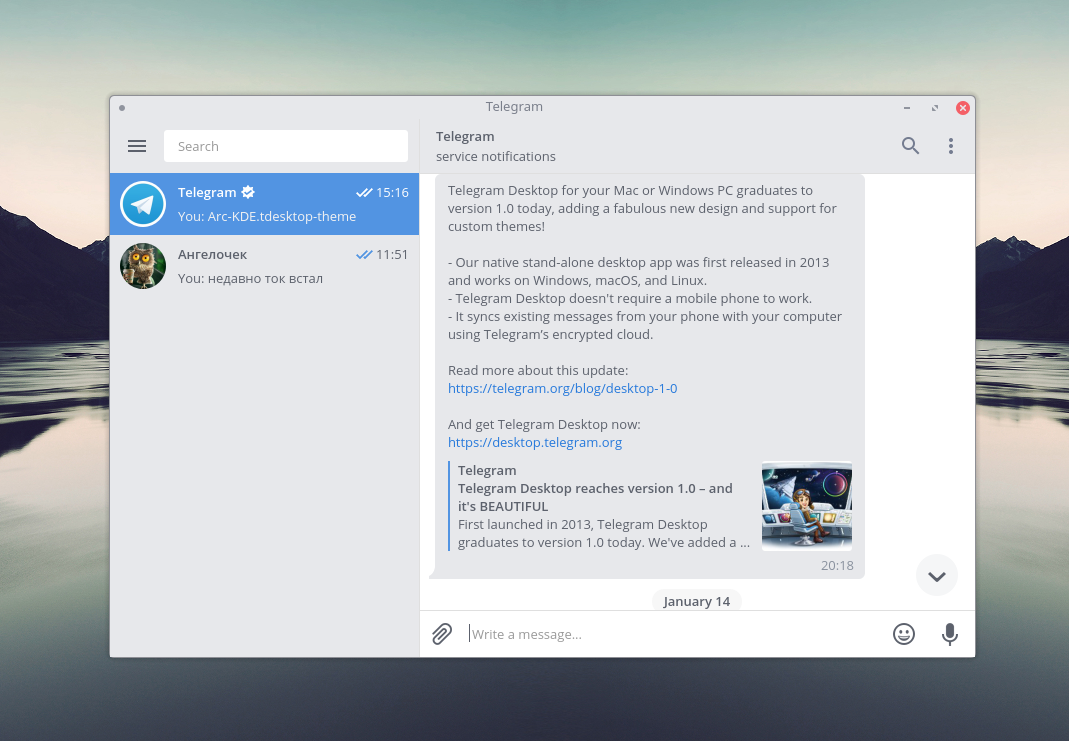 Telegram
Search
Telegram
15:16
You: Arc-KDE.tdesktop-theme
Ангелочек
11:51
You: недавно ток встал
Telegram
service notifications
Telegram Desktop for your Mac or Windows PC graduates to
version 1.0 today, adding a fabulous new design and support for
custom themes!
- Our native stand-alone desktop app was first released in 2013
and works on Windows, macOS, and Linux.
- Telegram Desktop doesn't require a mobile phone to work.
- It syncs existing messages from your phone with your computer
using Telegram’s encrypted cloud.
Read more about this update:
https://telegram.org/blog/desktop-1-0
And get Telegram Desktop now:
https://desktop.telegram.org
Telegram
Telegram Desktop reaches version 1.0 – and
it's BEAUTIFUL
First launched in 2013, Telegram Desktop
graduates to version 1.0 today. We've added a ...
20:18
January 14
Write a message...